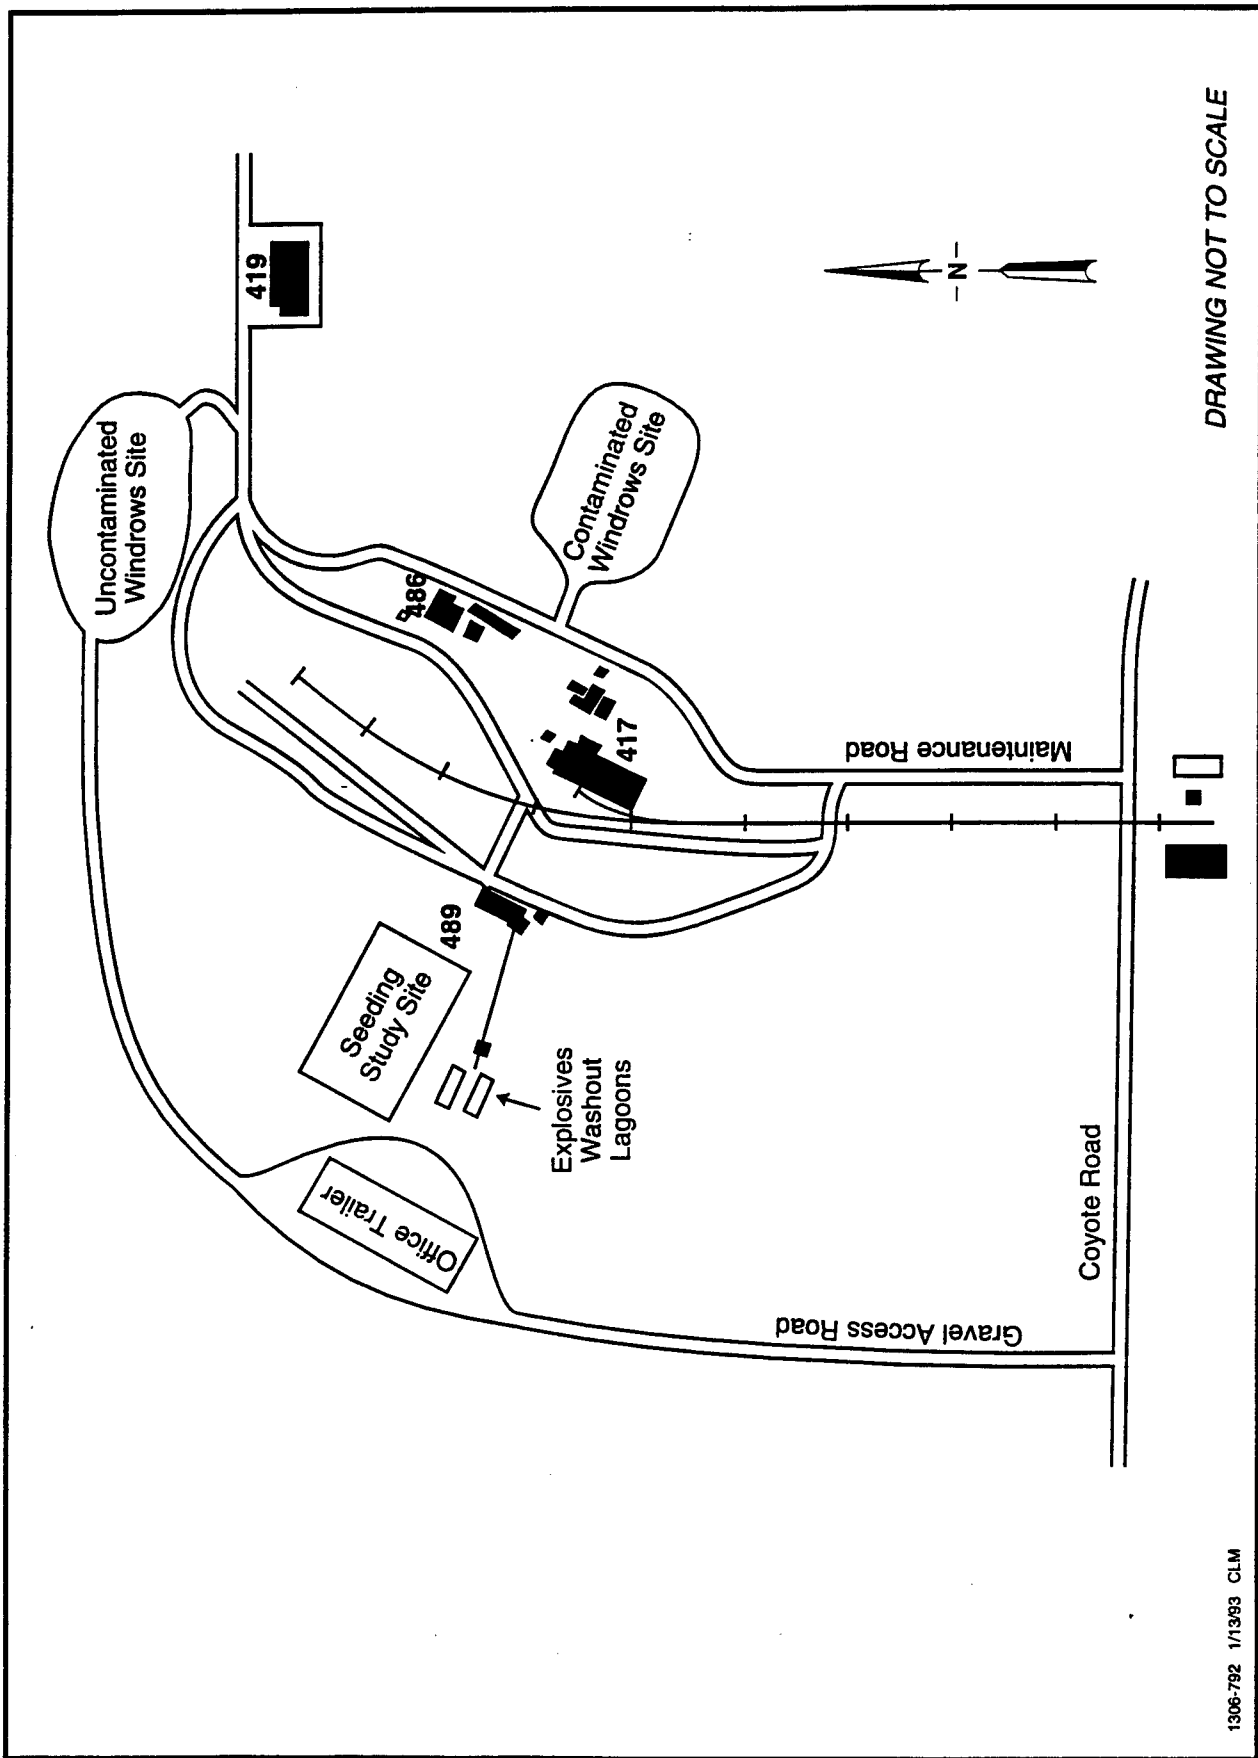 419
Uncontaminated
Windrows Site
486
Contaminated
Windrows Site
417
489
Seeding
Study Site
Explosives
Washout
Lagoons
Office Trailer
Maintenance Road
Gravel Access Road
Coyote Road
–N–
DRAWING NOT TO SCALE
1306-792 1/13/93 CLM